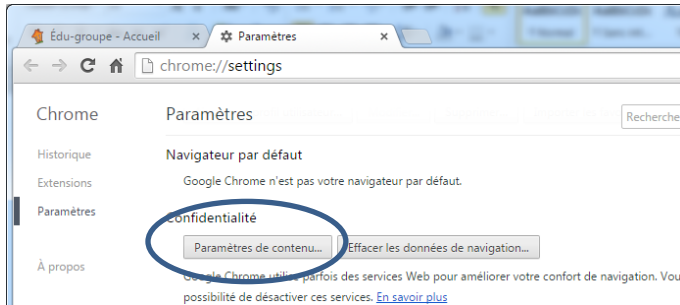 Édu-groupe - Accueil × Paramètres ×
chrome://settings
Chrome Paramètres Recherche
Historique Navigateur par défaut
Extensions Google Chrome n'est pas votre navigateur par défaut.
Paramètres Confidentialité
Paramètres de contenu... Effacer les données de navigation...
À propos Google Chrome utilise parfois des services Web pour améliorer votre confort de navigation. Vou
possibilité de désactiver ces services. En savoir plus